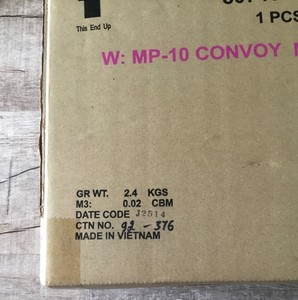 This End Up
1 PCS
W: MP-10 CONVOY
GR WT. 2.4 KGS
M3: 0.02 CBM
DATE CODE J2514
CTN NO. 92-376
MADE IN VIETNAM